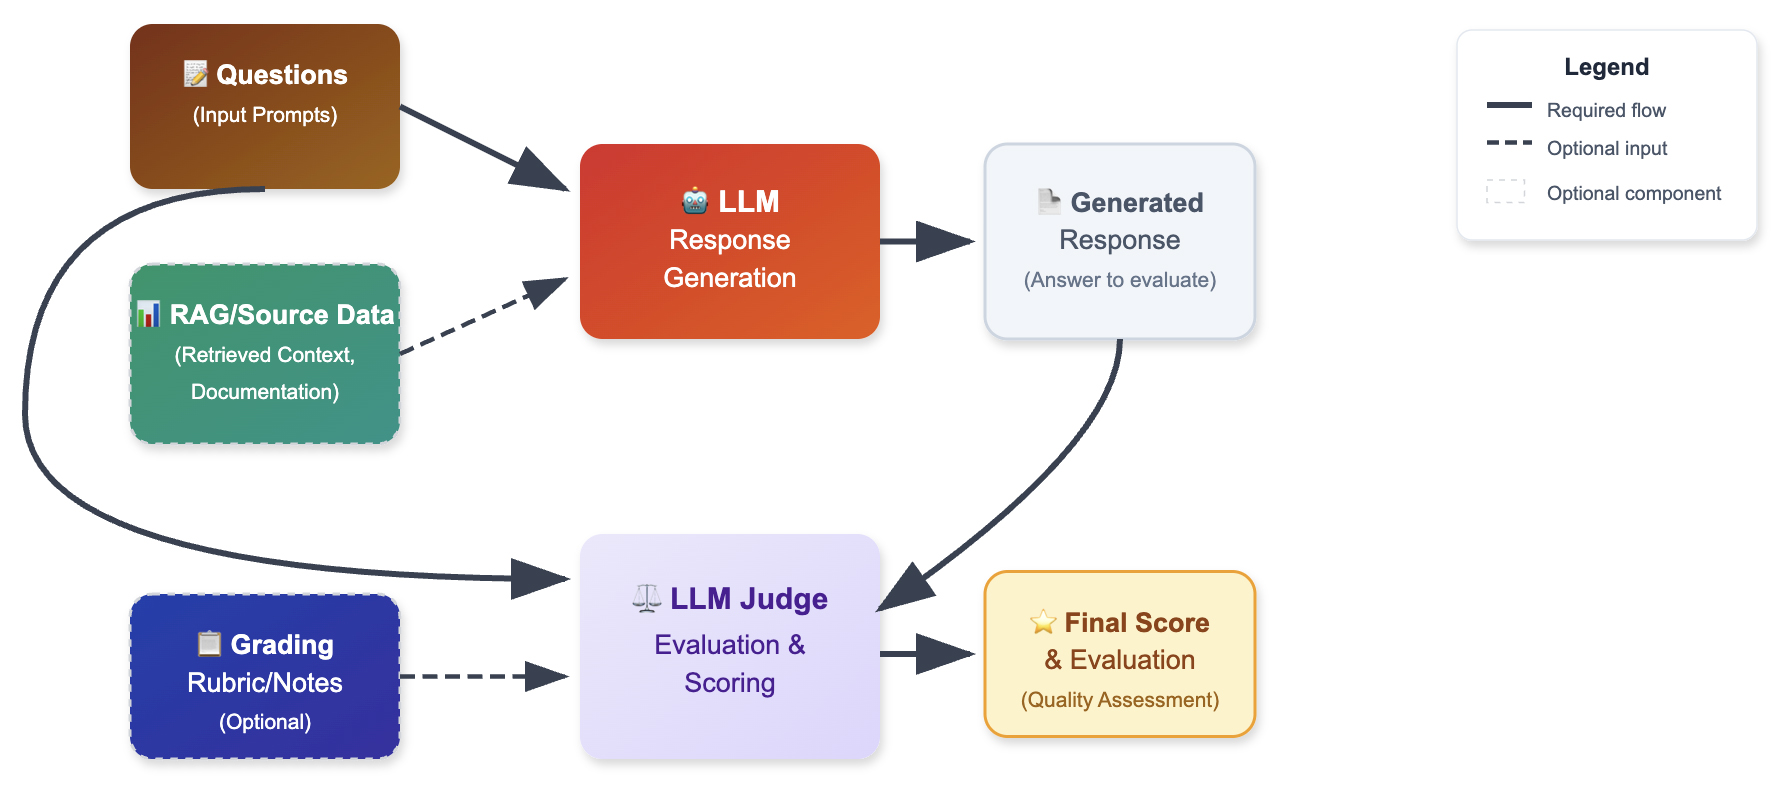 Questions
(Input Prompts)
RAG/Source Data
(Retrieved Context,
Documentation)
Grading
Rubric/Notes
(Optional)
LLM
Response
Generation
Generated
Response
(Answer to evaluate)
LLM Judge
Evaluation &
Scoring
Final Score
& Evaluation
(Quality Assessment)
Legend
Required flow
Optional input
Optional component